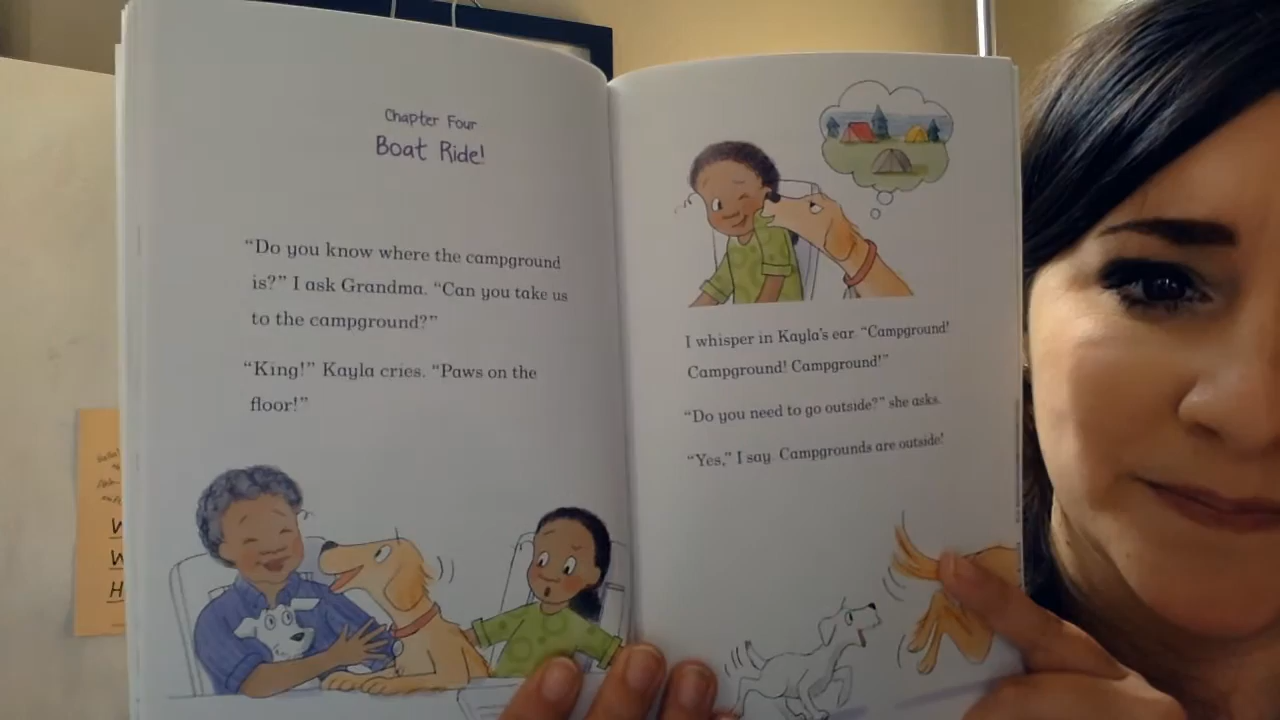 Chapter Four
Boat Ride!
“Do you know where the campground
is?” I ask Grandma. “Can you take us
to the campground?”
“King!” Kayla cries. “Paws on the
floor!”
I whisper in Kayla’s ear. “Campground!
Campground! Campground!”
“Do you need to go outside?” she asks.
“Yes,” I say. Campgrounds are outside!
W
W
H